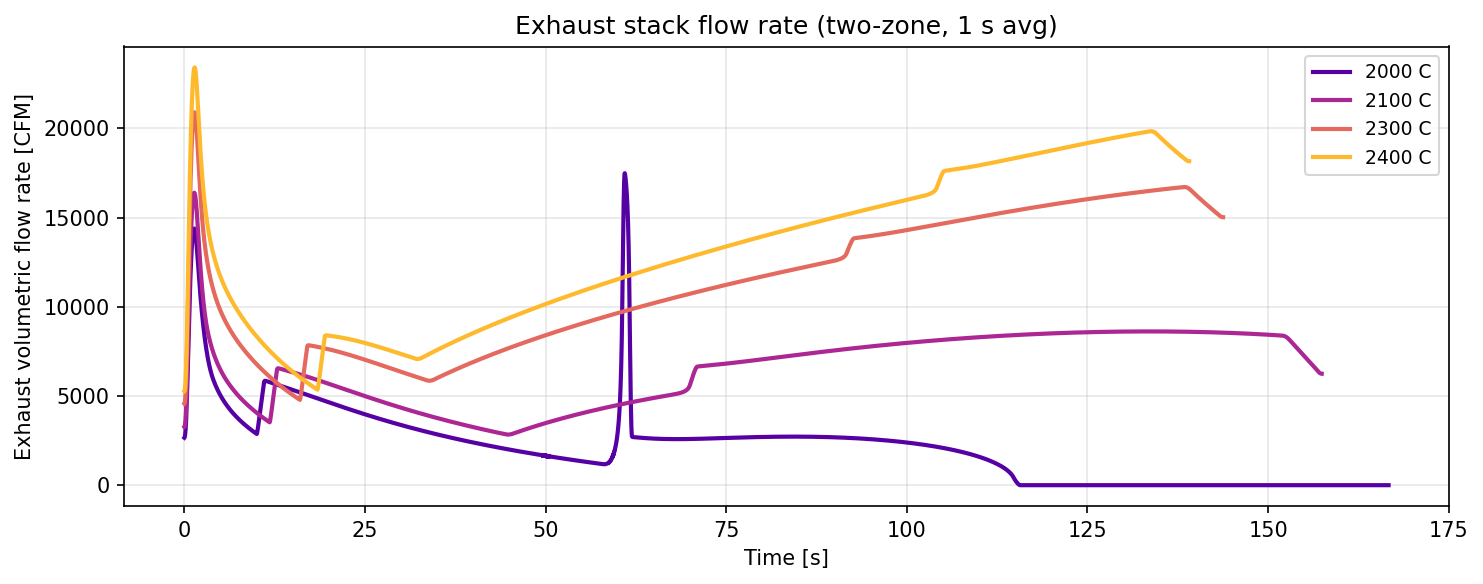 Exhaust stack flow rate (two-zone, 1 s avg)
Exhaust volumetric flow rate [CFM]
20000
15000
10000
5000
0
2000 C
2100 C
2300 C
2400 C
0 25 50 75 100 125 150 175
Time [s]